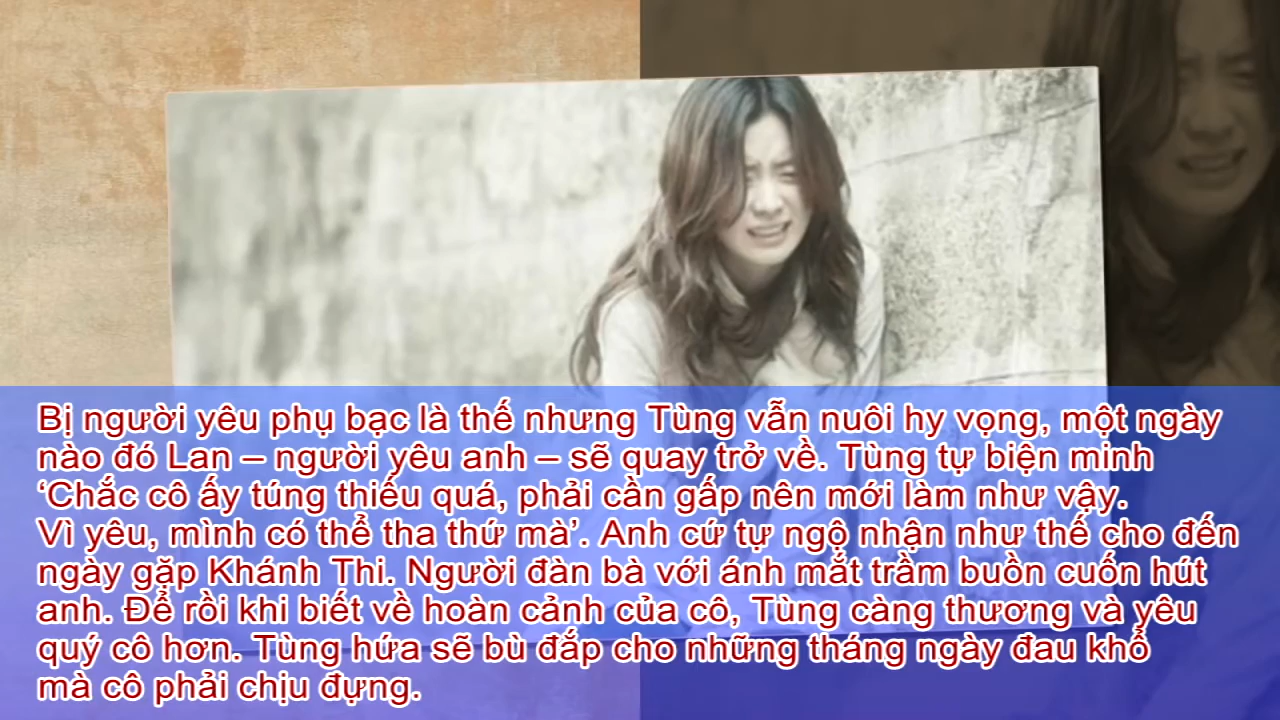 Bị người yêu phụ bạc là thế nhưng Tùng vẫn nuôi hy vọng, một ngày
nào đó Lan – người yêu anh – sẽ quay trở về. Tùng tự biện minh
‘Chắc cô ấy túng thiếu quá, phải cần gấp nên mới làm như vậy.
Vì yêu, mình có thể tha thứ mà’. Anh cứ tự ngộ nhận như thế cho đến
ngày gặp Khánh Thi. Người đàn bà với ánh mắt trầm buồn cuốn hút
anh. Để rồi khi biết về hoàn cảnh của cô, Tùng càng thương và yêu
quý cô hơn. Tùng hứa sẽ bù đắp cho những tháng ngày đau khổ
mà cô phải chịu đựng.